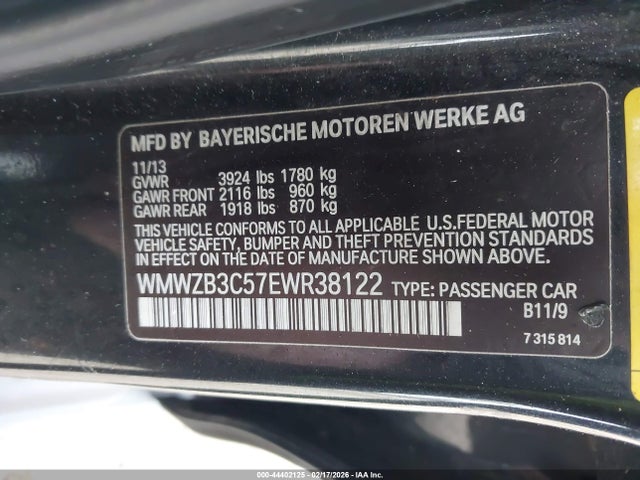 MFD BY BAYERISCHE MOTOREN WERKE AG
11/13
GVWR 3924 lbs 1780 kg
GAWR FRONT 2116 lbs 960 kg
GAWR REAR 1918 lbs 870 kg
THIS VEHICLE CONFORMS TO ALL APPLICABLE U.S.FEDERAL MOTOR
VEHICLE SAFETY, BUMPER AND THEFT PREVENTION STANDARDS
IN EFFECT ON THE DATE OF MANUFACTURE SHOWN ABOVE.
WMWZB3C57EWR38122 TYPE: PASSENGER CAR
B11/9
7 315 814
000-44402125 - 02/17/2026 - COPYRIGHT IAA, Inc.